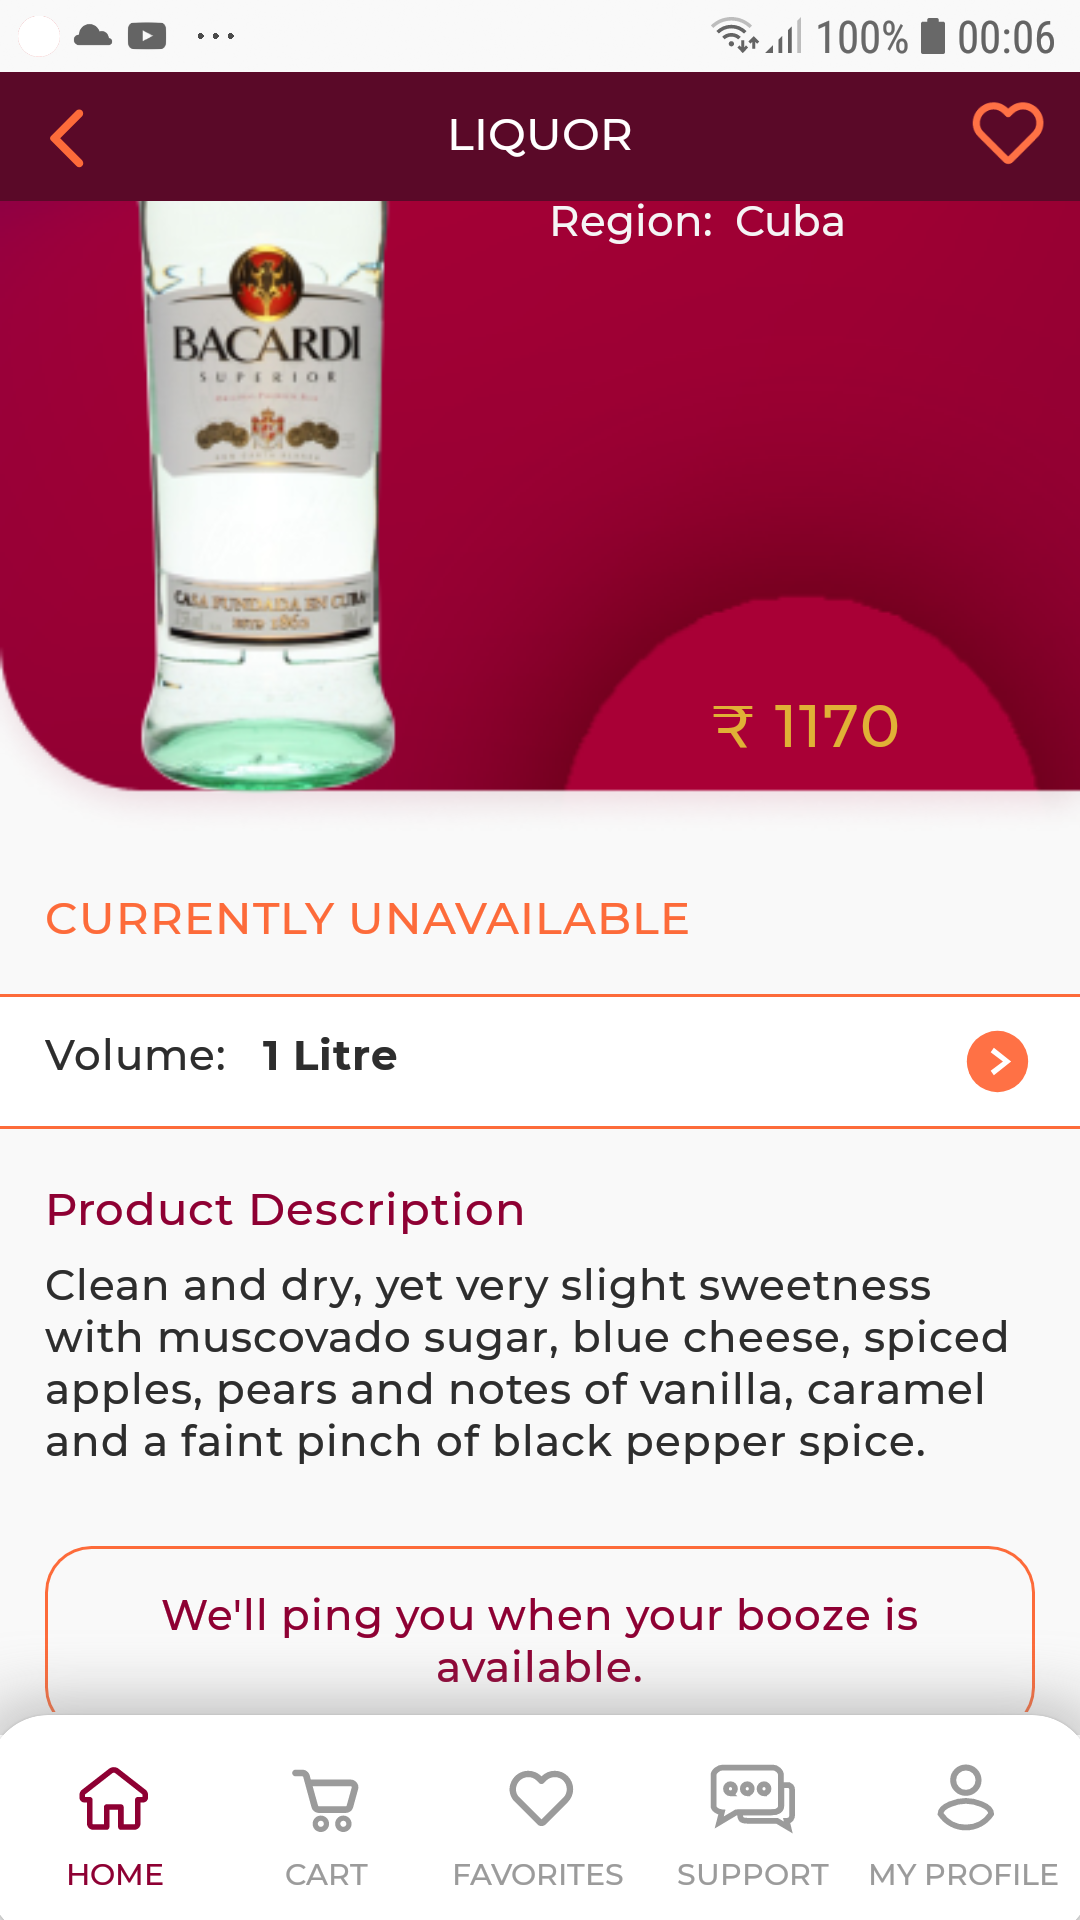 100% 00:06
LIQUOR
Region: Cuba
BACARDI
SUPERIOR
CASA FUNDADA EN CUBA
1862
₹ 1170
CURRENTLY UNAVAILABLE
Volume: 1 Litre
Product Description
Clean and dry, yet very slight sweetness
with muscovado sugar, blue cheese, spiced
apples, pears and notes of vanilla, caramel
and a faint pinch of black pepper spice.
We'll ping you when your booze is
available.
HOME CART FAVORITES SUPPORT MY PROFILE